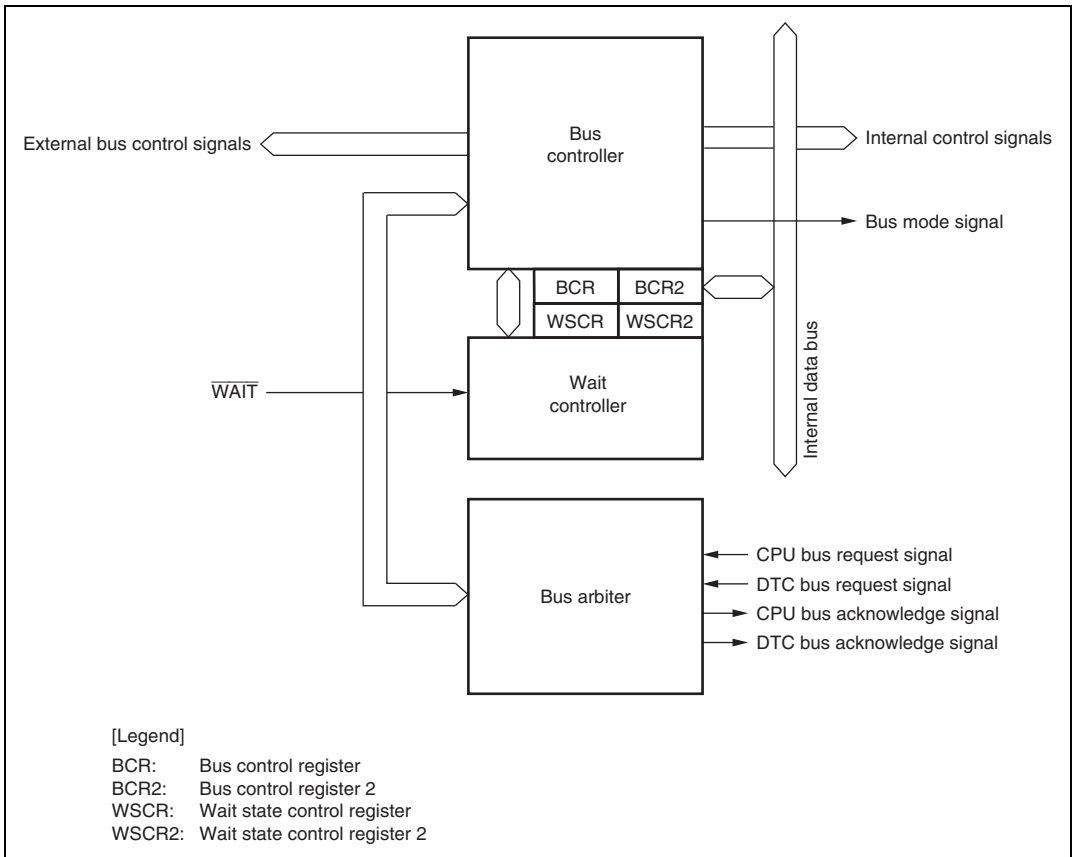 Bus
controller
External bus control signals
Internal control signals
Bus mode signal
BCR
BCR2
WSCR
WSCR2
Internal data bus
WAIT
Wait
controller
Bus arbiter
CPU bus request signal
DTC bus request signal
CPU bus acknowledge signal
DTC bus acknowledge signal
[Legend]
BCR: Bus control register
BCR2: Bus control register 2
WSCR: Wait state control register
WSCR2: Wait state control register 2